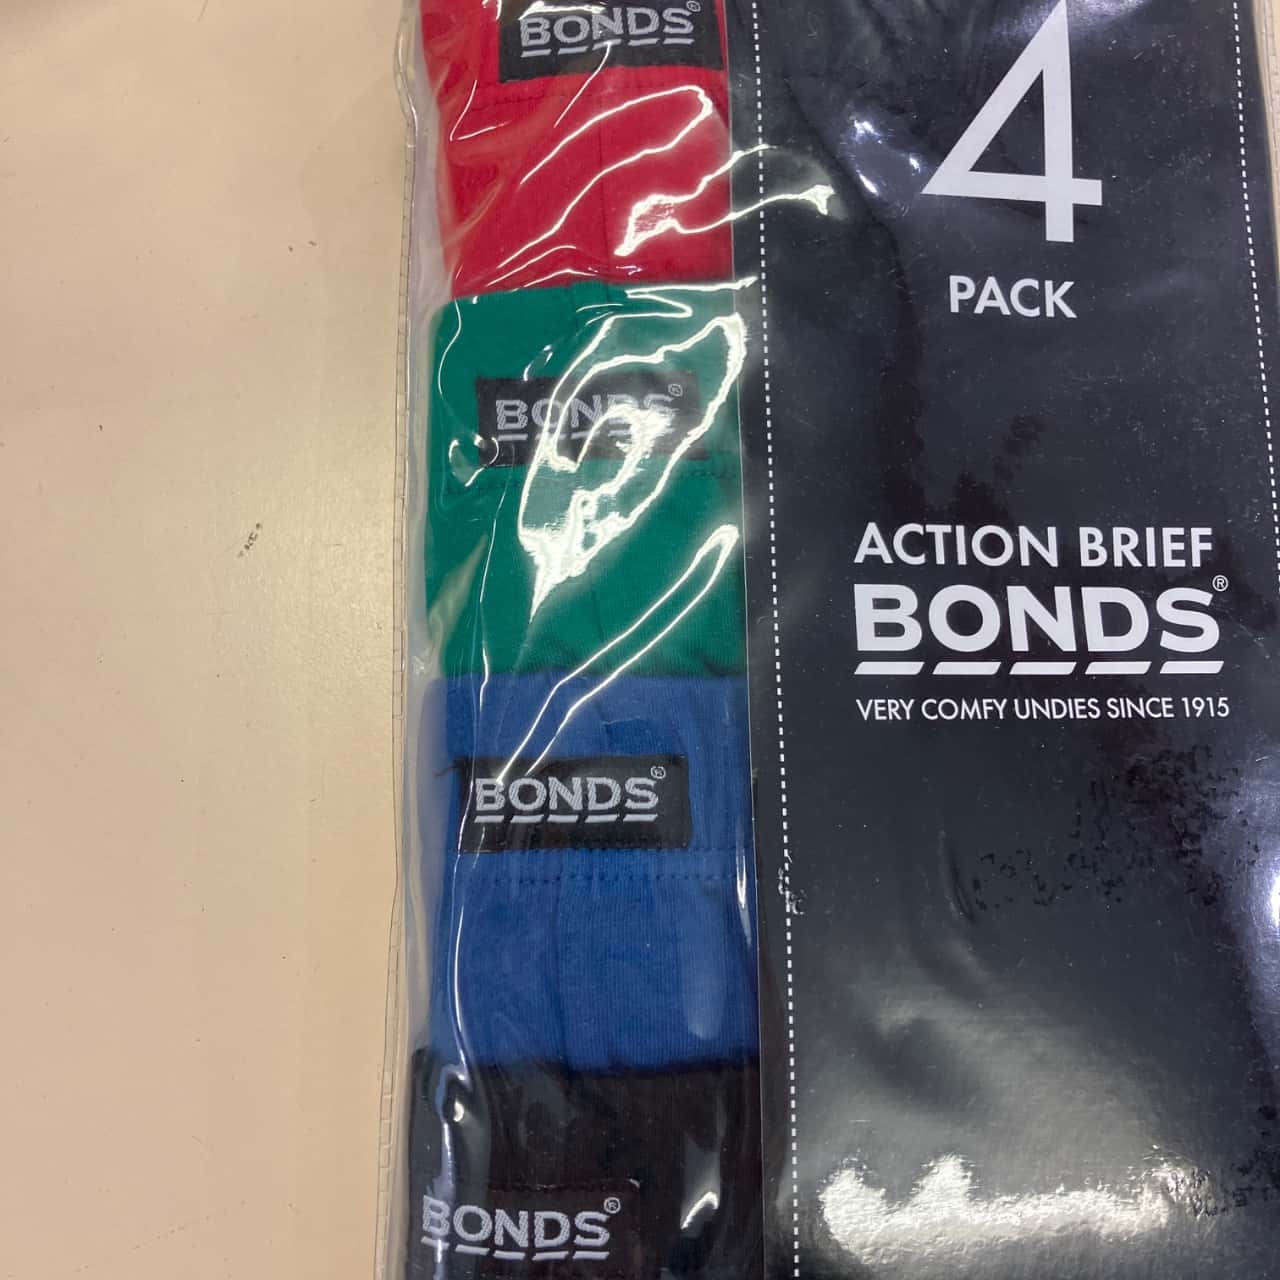 BONDS®
4
PACK
BONDS®
ACTION BRIEF
BONDS®
VERY COMFY UNDIES SINCE 1915
BONDS®
BONDS®